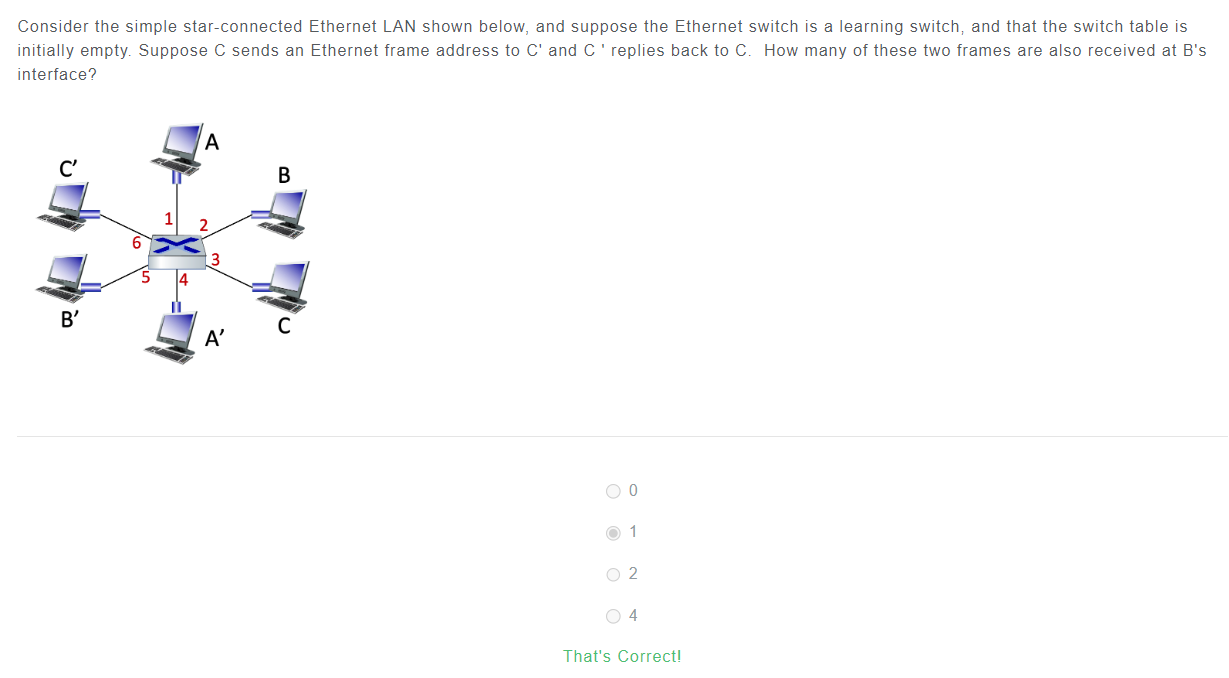 Consider the simple star-connected Ethernet LAN shown below, and suppose the Ethernet switch is a learning switch, and that the switch table is
initially empty. Suppose C sends an Ethernet frame address to C' and C ' replies back to C.  How many of these two frames are also received at B's
interface?
A
C′
B
1
2
6
3
5
4
B′
A′
C
0
1
2
4
That's Correct!